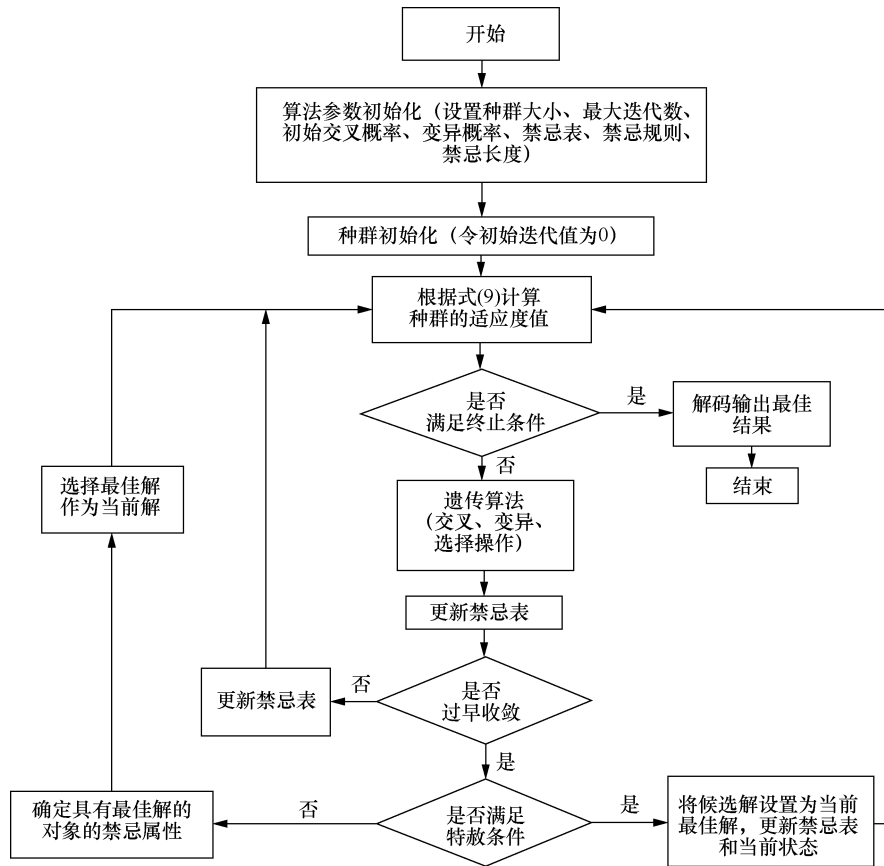 开始
算法参数初始化（设置种群大小、最大迭代数、
初始交叉概率、变异概率、禁忌表、禁忌规则、
禁忌长度）
种群初始化（令初始迭代值为0）
根据式(9)计算
种群的适应度值
是否
满足终止条件
是
解码输出最佳
结果
结束
否
选择最佳解
作为当前解
遗传算法
（交叉、变异、
选择操作）
更新禁忌表
是否
过早收敛
否
更新禁忌表
是
是否满足
特赦条件
否
确定具有最佳解的
对象的禁忌属性
是
将候选解设置为当前
最佳解，更新禁忌表
和当前状态